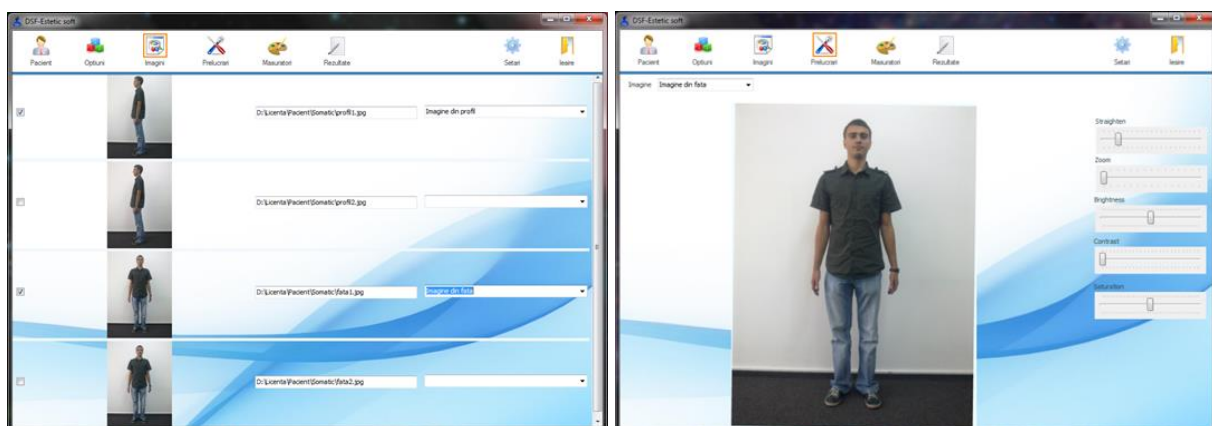 DSF-Estetic soft
Pacient Optiuni Imagini Prelucrari Masuratori Rezultate Setari Iesire
D:\Licenta\Pacient\Somatic\profil1.jpg Imagine din profil
D:\Licenta\Pacient\Somatic\profil2.jpg
D:\Licenta\Pacient\Somatic\fata1.jpg Imagine din fata
D:\Licenta\Pacient\Somatic\fata2.jpg
DSF-Estetic soft
Pacient Optiuni Imagini Prelucrari Masuratori Rezultate Setari Iesire
Imagine Imagine din fata
Straighten
Zoom
Brightness
Contrast
Saturation